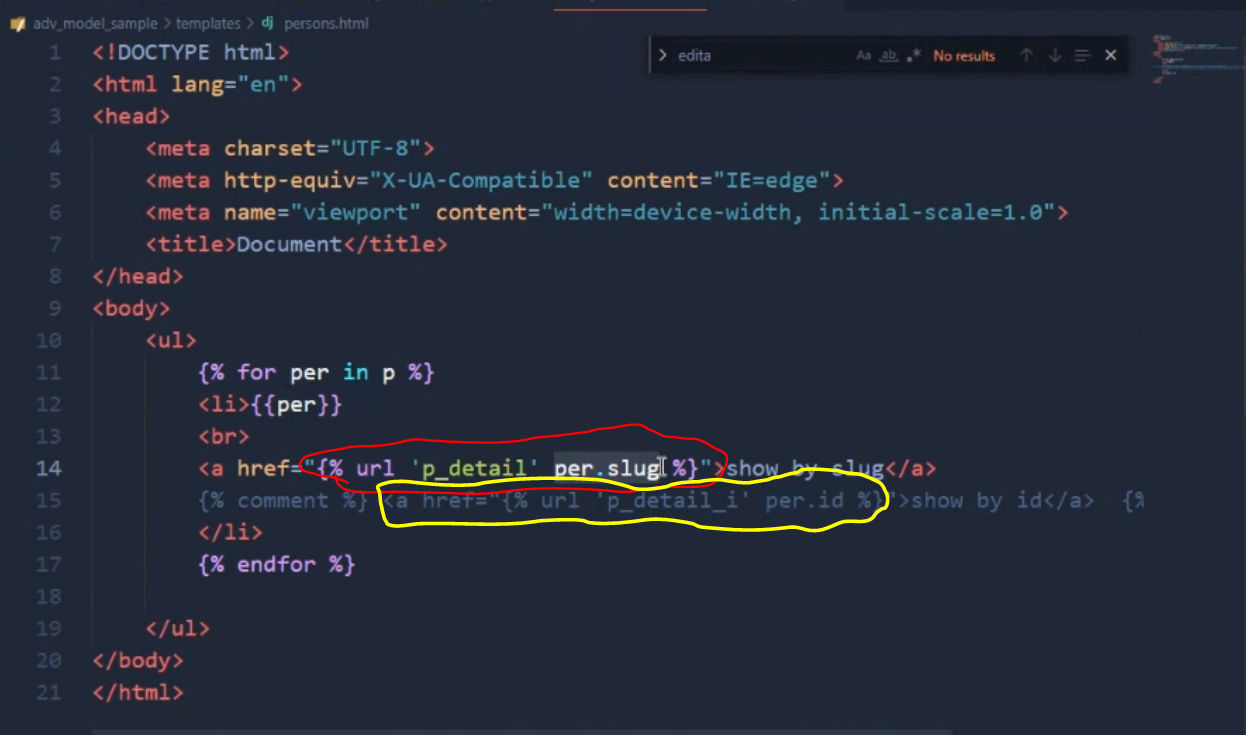 adv_model_sample > templates > dj persons.html
> edita Aa ab .* No results
1 <!DOCTYPE html>
2 <html lang="en">
3 <head>
4 <meta charset="UTF-8">
5 <meta http-equiv="X-UA-Compatible" content="IE=edge">
6 <meta name="viewport" content="width=device-width, initial-scale=1.0">
7 <title>Document</title>
8 </head>
9 <body>
10 <ul>
11 {% for per in p %}
12 <li>{{per}}
13 <br>
14 <a href="{% url 'p_detail' per.slug %}">show by slug</a>
15 {% comment %} <a href="{% url 'p_detail_i' per.id %}">show by id</a> {%
16 </li>
17 {% endfor %}
18
19 </ul>
20 </body>
21 </html>